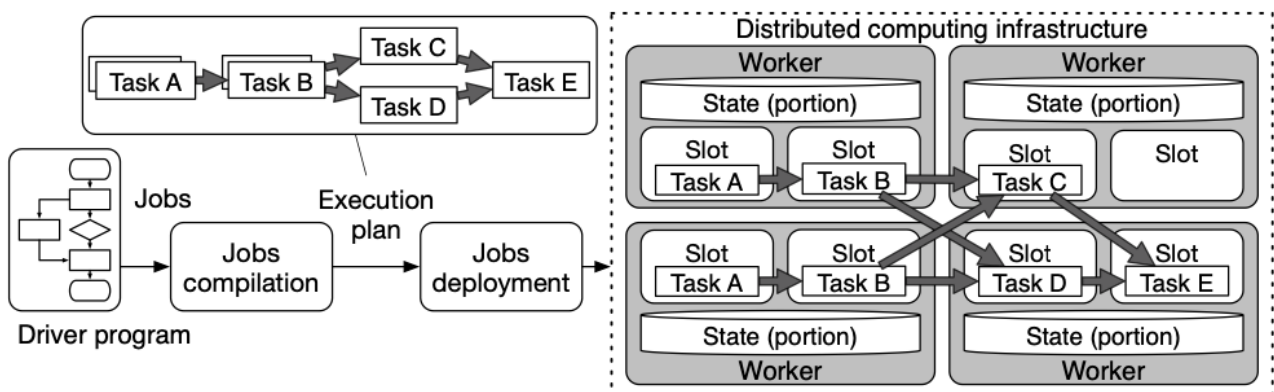 Task A
Task B
Task C
Task D
Task E
Driver program
Jobs
Jobs
compilation
Execution
plan
Jobs
deployment
Distributed computing infrastructure
Worker
State (portion)
Slot
Task A
Slot
Task B
Worker
State (portion)
Slot
Task C
Slot
Slot
Task A
Slot
Task B
State (portion)
Worker
Slot
Task D
Slot
Task E
State (portion)
Worker